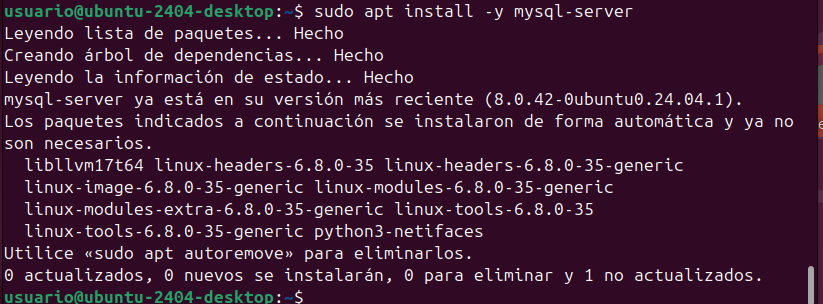 usuario@ubuntu-2404-desktop:~$ sudo apt install -y mysql-server
Leyendo lista de paquetes... Hecho
Creando árbol de dependencias... Hecho
Leyendo la información de estado... Hecho
mysql-server ya está en su versión más reciente (8.0.42-0ubuntu0.24.04.1).
Los paquetes indicados a continuación se instalaron de forma automática y ya no
son necesarios.
  libllvm17t64 linux-headers-6.8.0-35 linux-headers-6.8.0-35-generic
  linux-image-6.8.0-35-generic linux-modules-6.8.0-35-generic
  linux-modules-extra-6.8.0-35-generic linux-tools-6.8.0-35
  linux-tools-6.8.0-35-generic python3-netifaces
Utilice «sudo apt autoremove» para eliminarlos.
0 actualizados, 0 nuevos se instalarán, 0 para eliminar y 1 no actualizados.
usuario@ubuntu-2404-desktop:~$